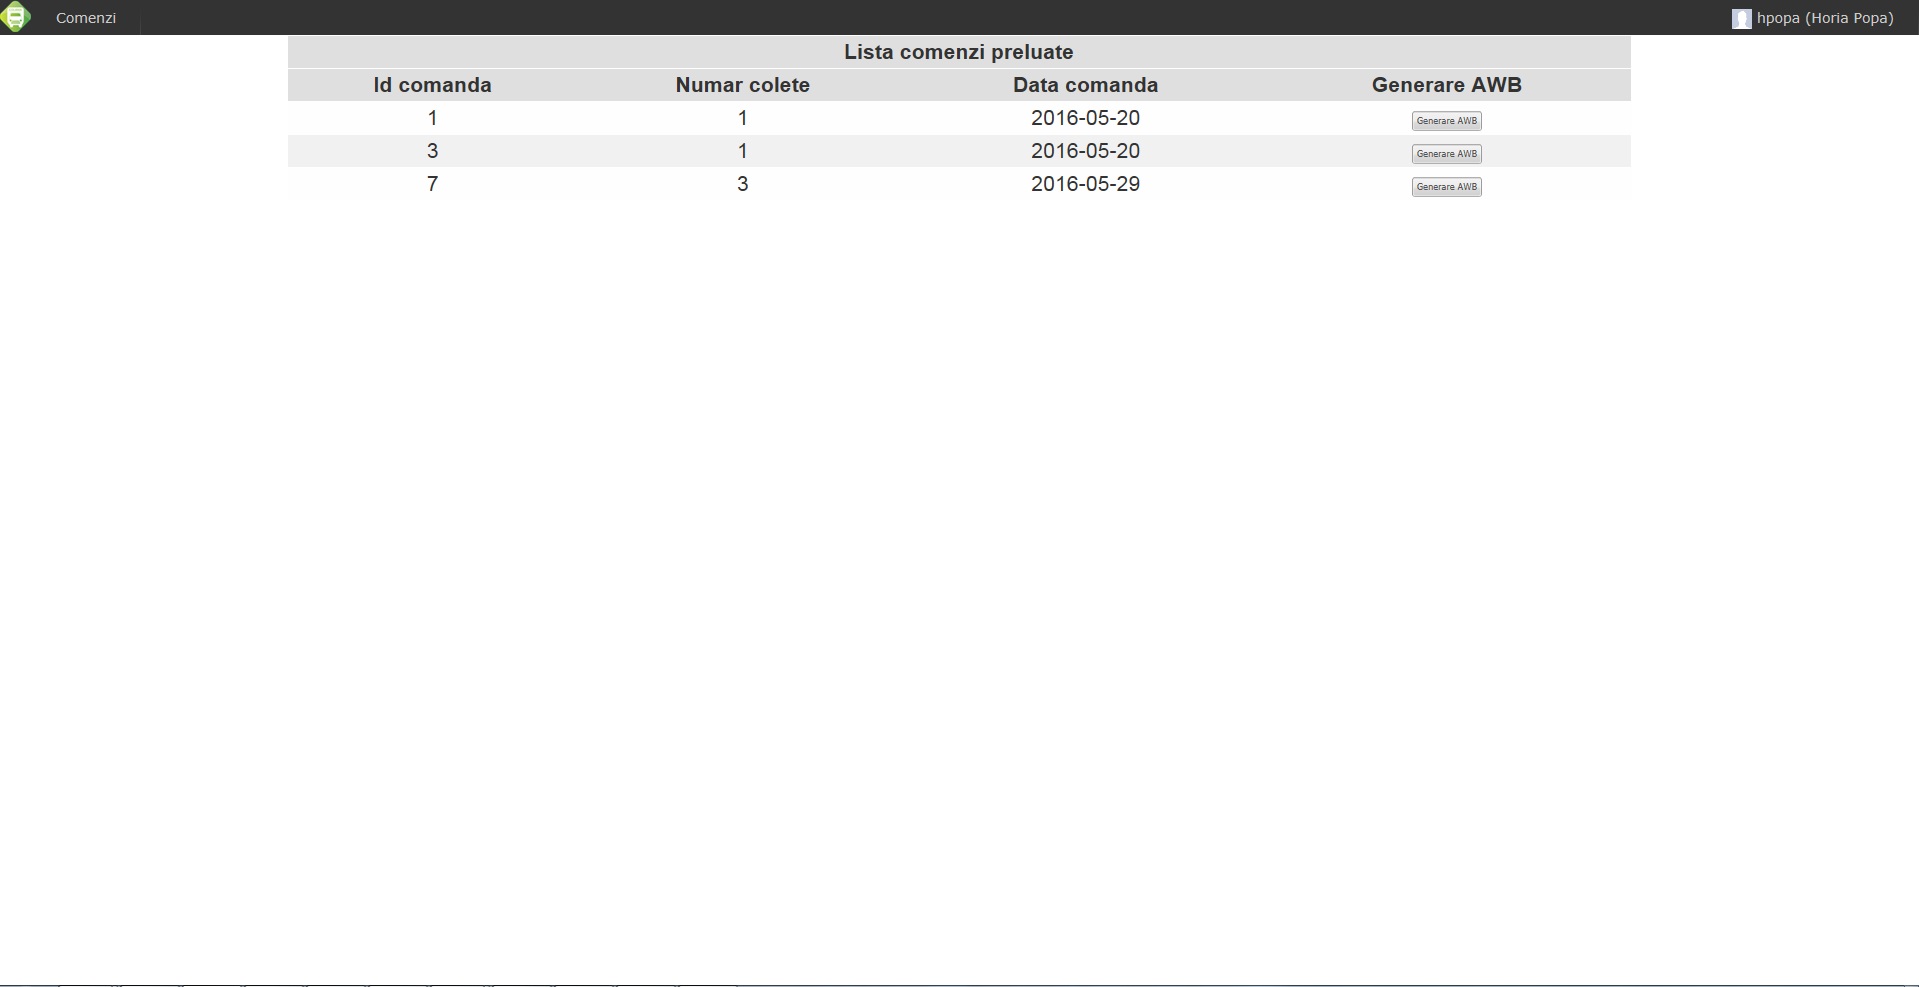 Comenzi hpopa (Horia Popa)
Lista comenzi preluate
Id comanda Numar colete Data comanda Generare AWB
1 1 2016-05-20 Generare AWB
3 1 2016-05-20 Generare AWB
7 3 2016-05-29 Generare AWB